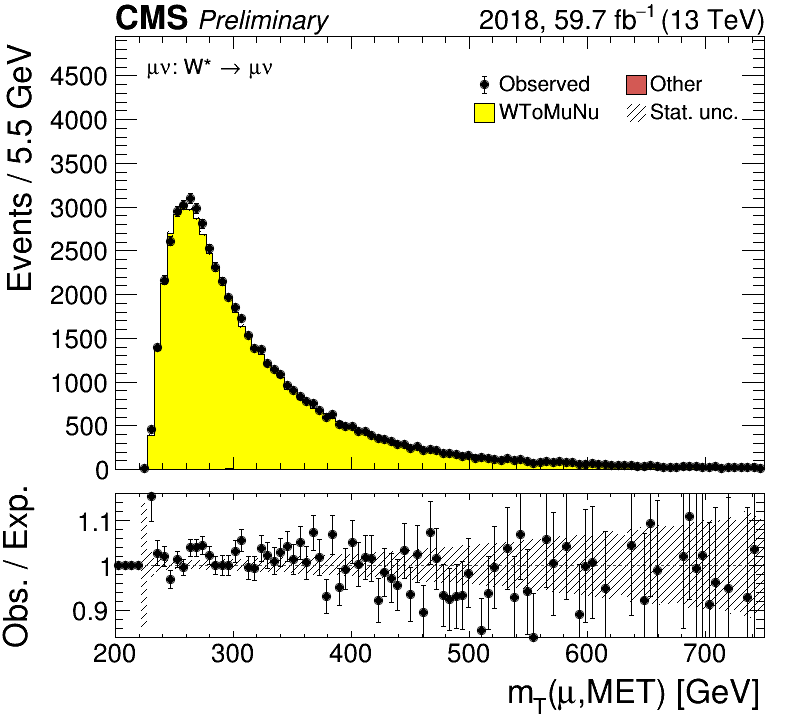 CMS Preliminary 2018, 59.7 fb⁻¹ (13 TeV)
μν: W* → μν
Observed Other
WToMuNu Stat. unc.
Events / 5.5 GeV
4500
4000
3500
3000
2500
2000
1500
1000
500
0
Obs. / Exp.
1.1
1
0.9
200 300 400 500 600 700
m_T(μ,MET) [GeV]